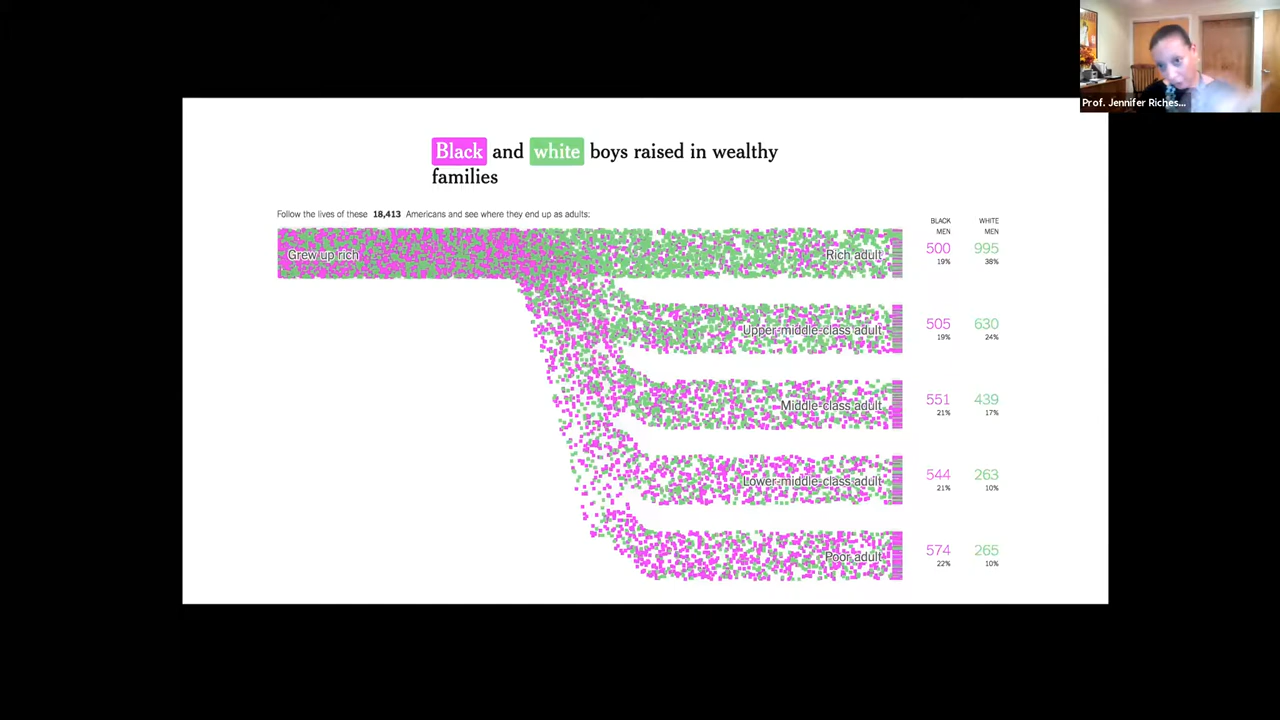 Prof. Jennifer Riches...
Black and white boys raised in wealthy
families
Follow the lives of these 18,413 Americans and see where they end up as adults:
BLACK MEN WHITE MEN
Grew up rich
Rich adult 500 995
19% 38%
Upper-middle-class adult 505 630
19% 24%
Middle-class adult 551 439
21% 17%
Lower-middle-class adult 544 263
21% 10%
Poor adult 574 265
22% 10%